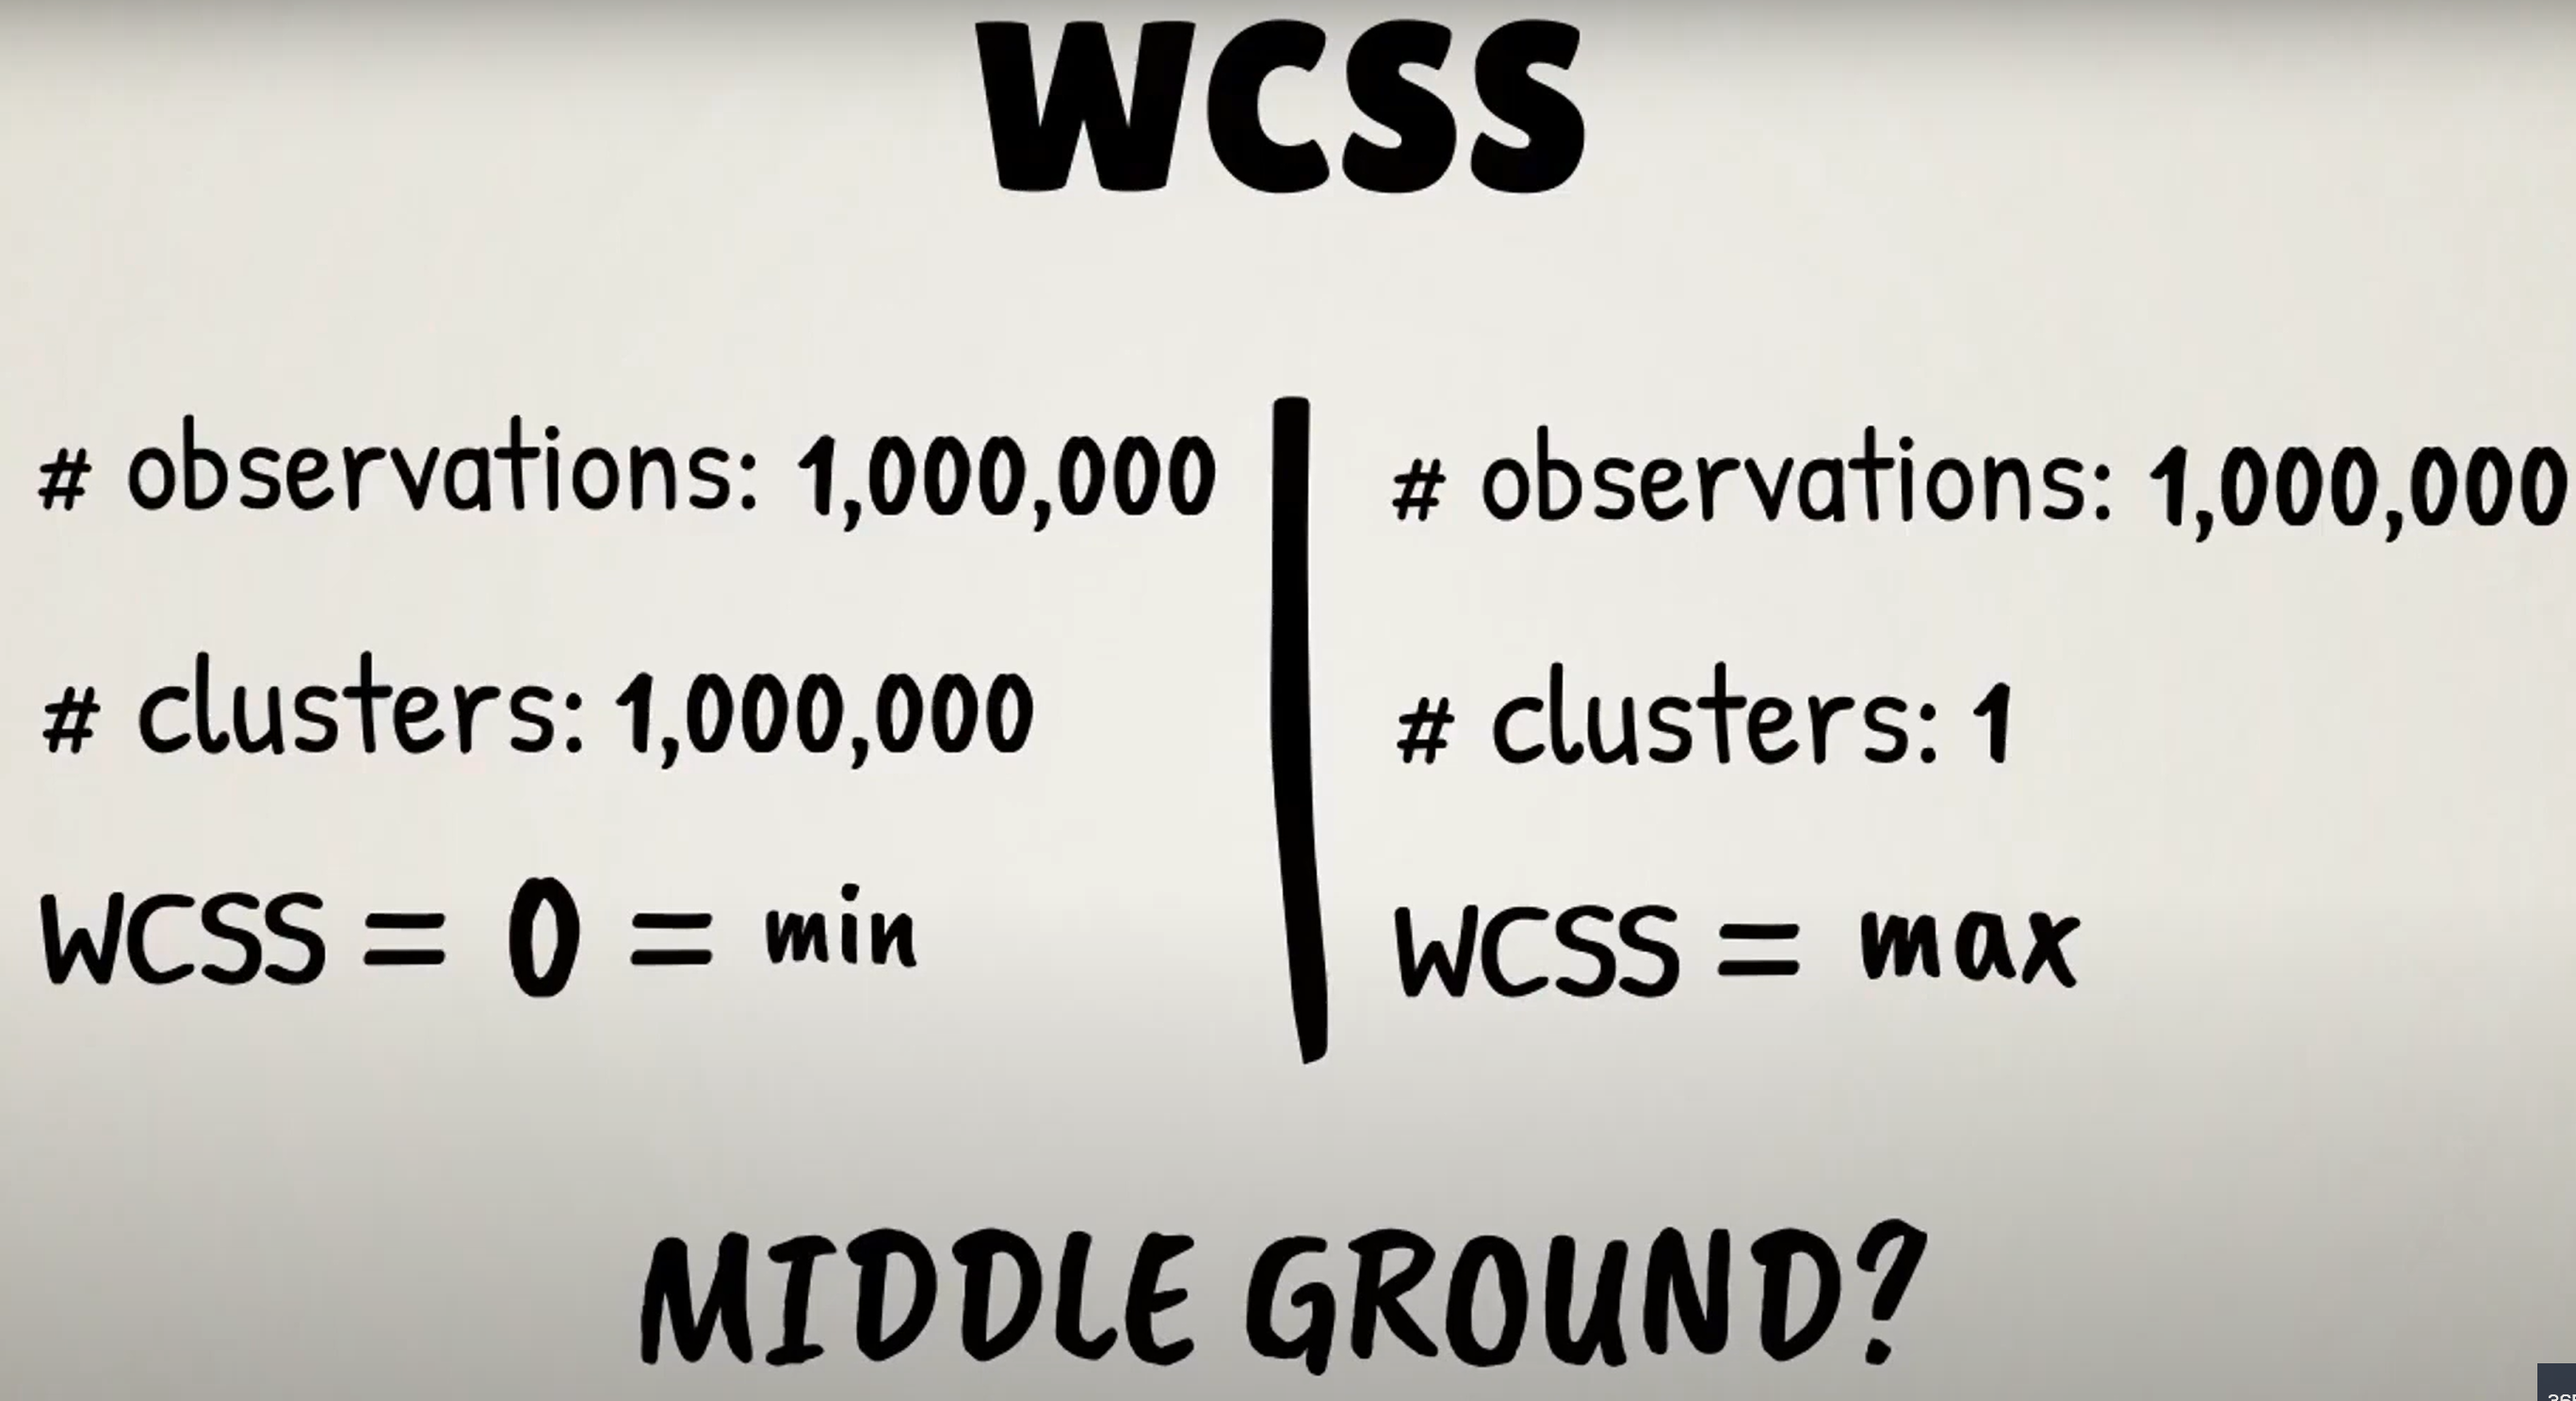 WCSS
# observations: 1,000,000
# clusters: 1,000,000
WCSS = 0 = min
# observations: 1,000,000
# clusters: 1
WCSS = max
MIDDLE GROUND?